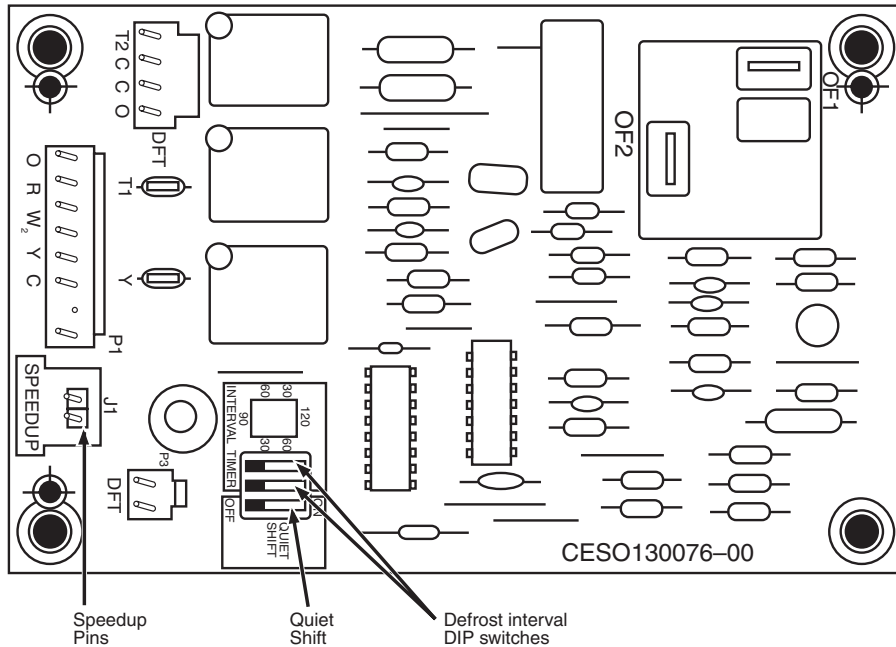 T2 C C O
DFT
O R W2 Y C
T1
Y
P1
OF2
OF1
SPEEDUP
J1
P3
DFT
INTERVAL TIMER
60
30
90
120
30
60
OFF
ON
QUIET
SHIFT
CESO130076–00
Speedup
Pins
Quiet
Shift
Defrost interval
DIP switches